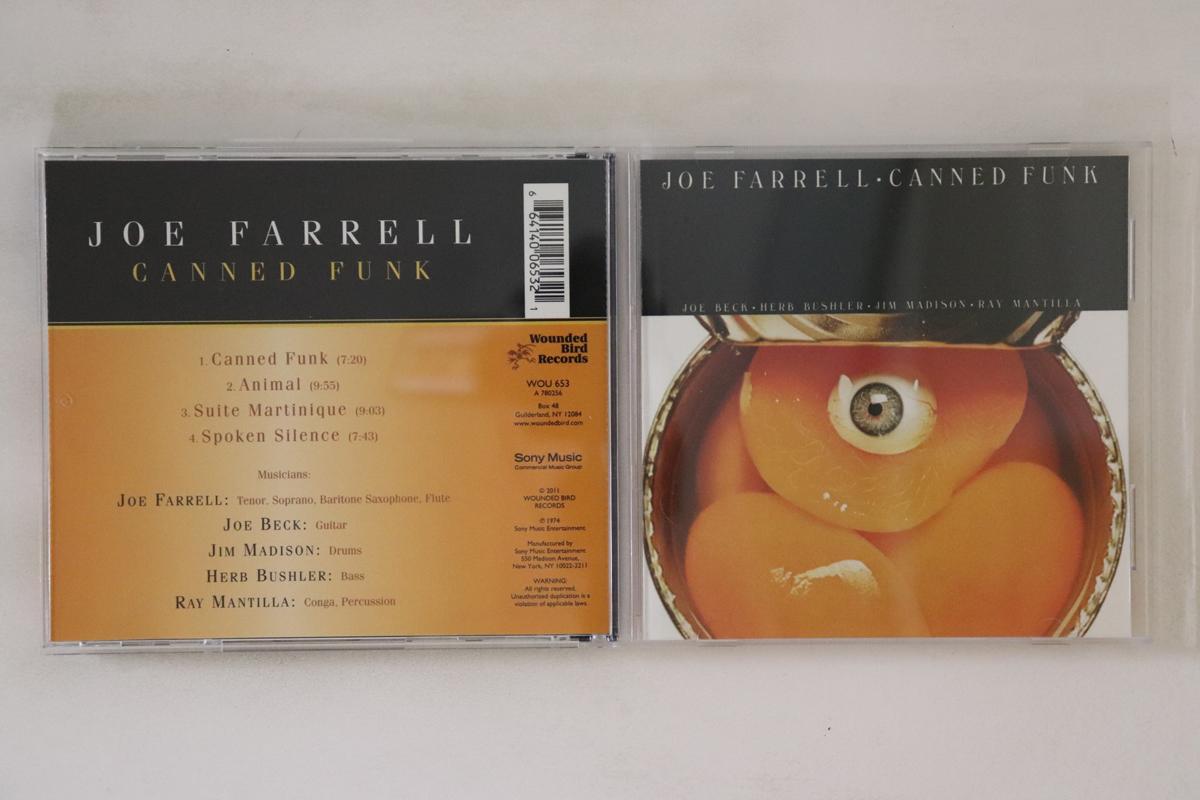 JOE FARRELL
CANNED FUNK
6 64140 06532 1
1. Canned Funk (7:20)
2. Animal (9:55)
3. Suite Martinique (9:03)
4. Spoken Silence (7:43)
Musicians:
JOE FARRELL: Tenor, Soprano, Baritone Saxophone, Flute
JOE BECK: Guitar
JIM MADISON: Drums
HERB BUSHLER: Bass
RAY MANTILLA: Conga, Percussion
Wounded
Bird
Records
WOU 653
A 780256
Box 48
Guilderland, NY 12084
www.woundedbird.com
Sony Music
Commercial Music Group
© 2011
WOUNDED BIRD
RECORDS
℗ 1974
Sony Music Entertainment
Manufactured by
Sony Music Entertainment
550 Madison Avenue,
New York, NY 10022-3211
WARNING:
All rights reserved.
Unauthorized duplication is a
violation of applicable laws.
JOE FARRELL • CANNED FUNK
JOE BECK • HERB BUSHLER • JIM MADISON • RAY MANTILLA